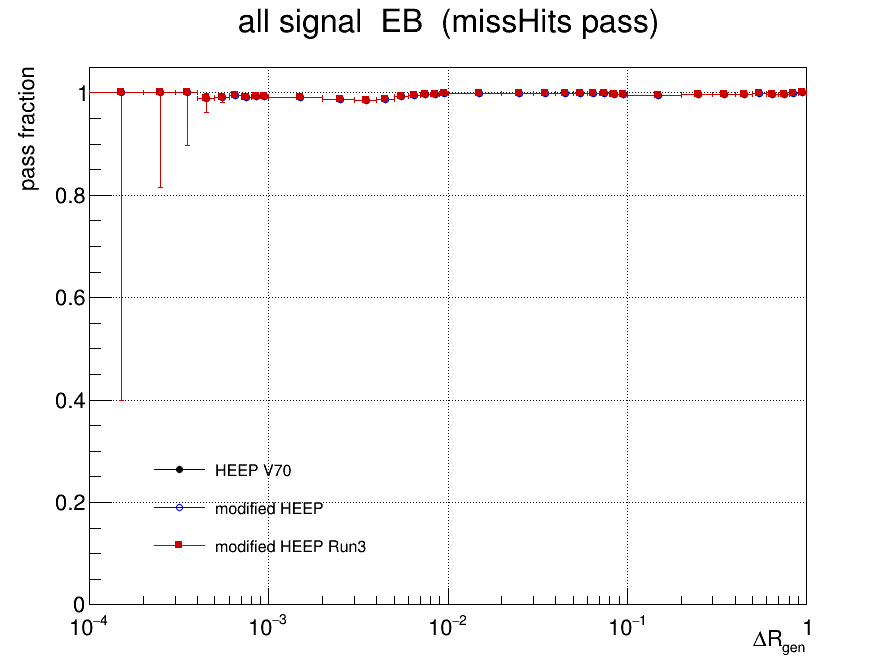 all signal EB (missHits pass)
pass fraction
1
0.8
0.6
0.4
0.2
0
HEEP V70
modified HEEP
modified HEEP Run3
10⁻⁴ 10⁻³ 10⁻² 10⁻¹ 1
ΔR_gen